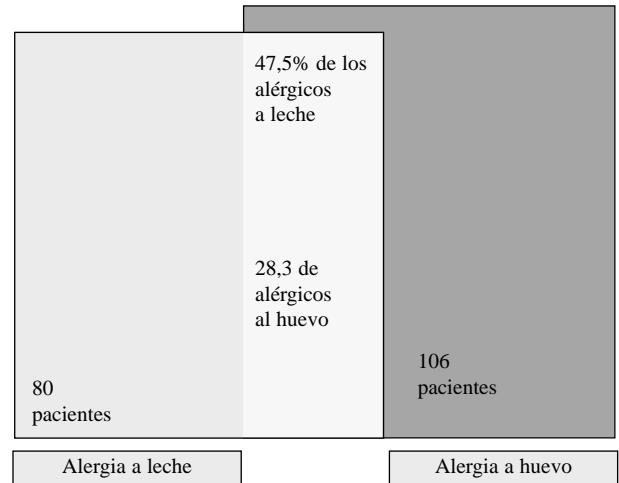 47,5% de los
alérgicos
a leche
28,3 de
alérgicos
al huevo
80
pacientes
106
pacientes
Alergia a leche
Alergia a huevo